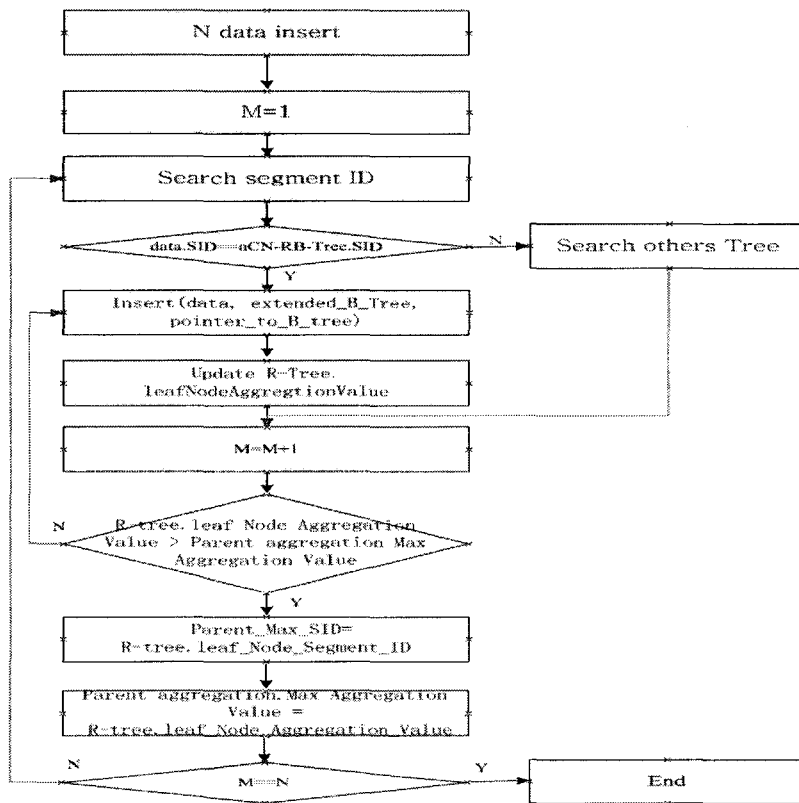 N data insert
M=1
Search segment ID
data.SID==aCN-RB-Tree.SID
N
Search others Tree
Y
Insert(data, extended_B_Tree,
pointer_to_B_tree)
Update R-Tree.
leafNodeAggregtionValue
M=M+1
N
R-tree.leaf Node Aggregation
Value > Parent aggregation Max
Aggregation Value
Y
Parent_Max_SID=
R-tree.leaf_Node_Segment_ID
Parent aggregation.Max Aggregation
Value =
R-tree.leaf_Node_Aggregation_Value
N
M==N
Y
End